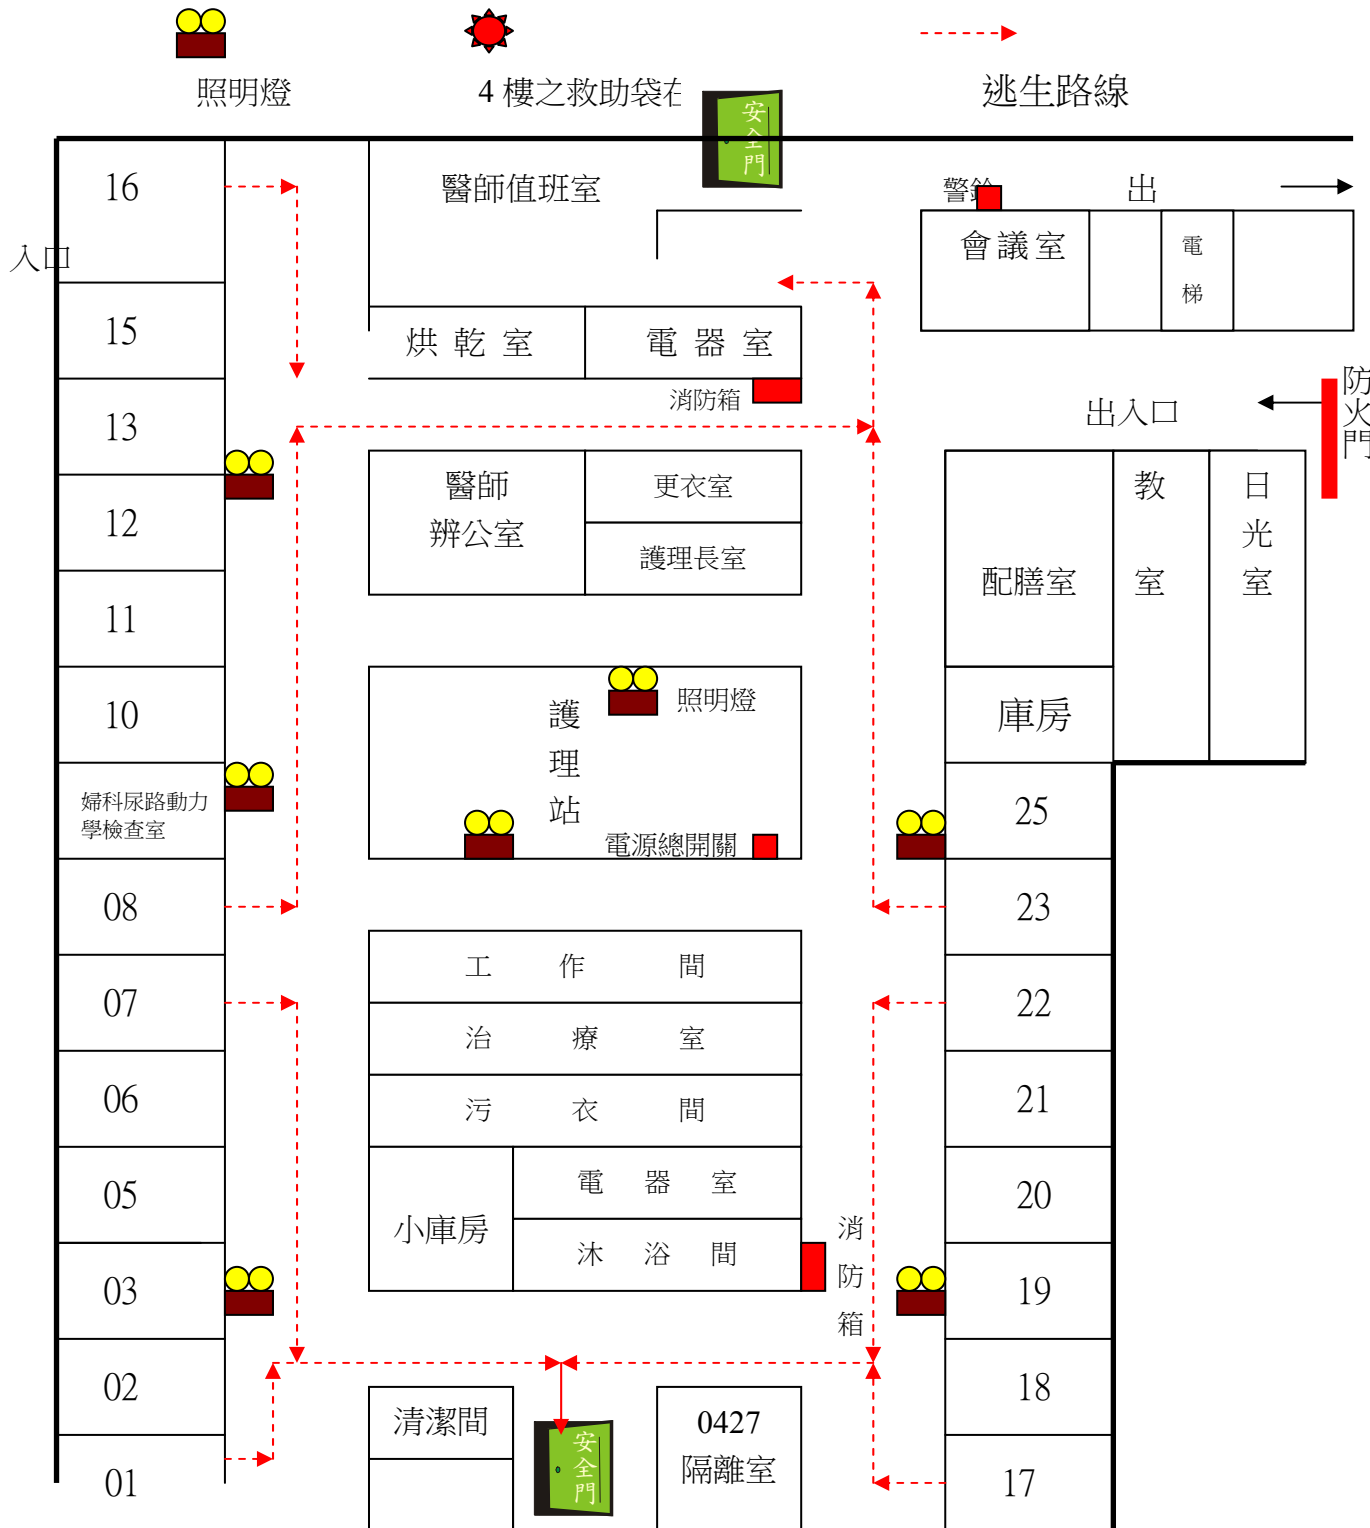 照明燈
4 樓之救助袋在
逃生路線
安全門
16
醫師值班室
警鈴
出
入口
會議室
電梯
15
烘乾室
電器室
消防箱
防火門
出入口
13
醫師
辨公室
更衣室
護理長室
12
配膳室
教室
日光室
11
10
護理站
照明燈
庫房
婦科尿路動力
學檢查室
電源總開關
25
08
23
工作間
07
治療室
22
06
污衣間
21
05
小庫房
電器室
20
沐浴間
消防箱
03
19
02
清潔間
安全門
0427
隔離室
18
01
17